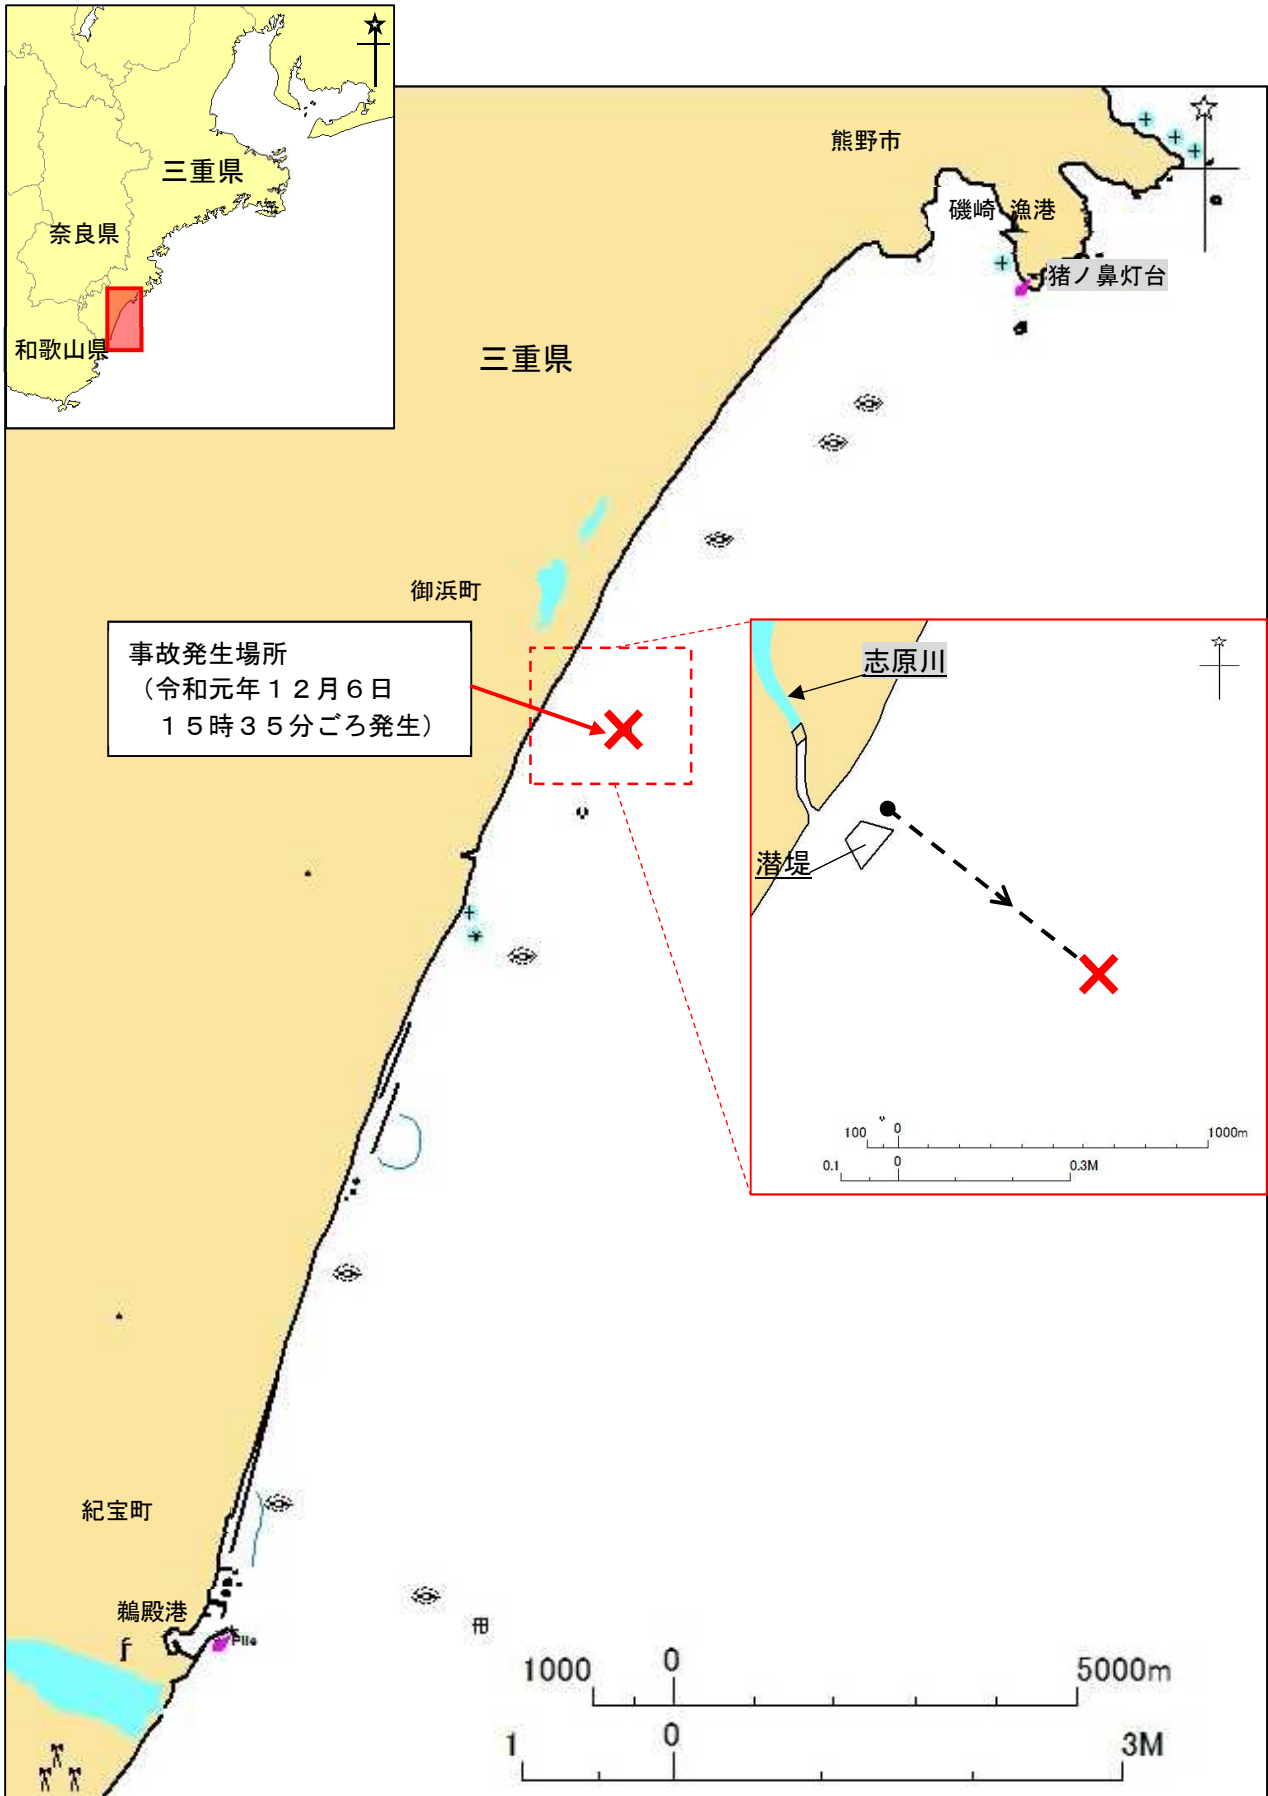 三重県
奈良県
和歌山県
熊野市
磯崎 漁港
猪ノ鼻灯台
三重県
御浜町
事故発生場所
（令和元年１２月６日
１５時３５分ごろ発生）
志原川
潜堤
100 0 1000m
0.1 0 0.3M
紀宝町
鵜殿港
Pile
1000 0 5000m
1 0 3M